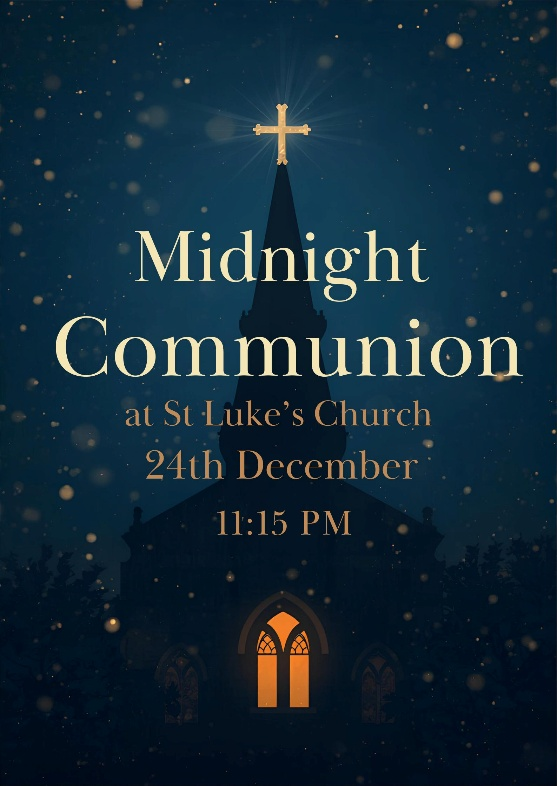 Midnight
Communion
at St Luke’s Church
24th December
11:15 PM